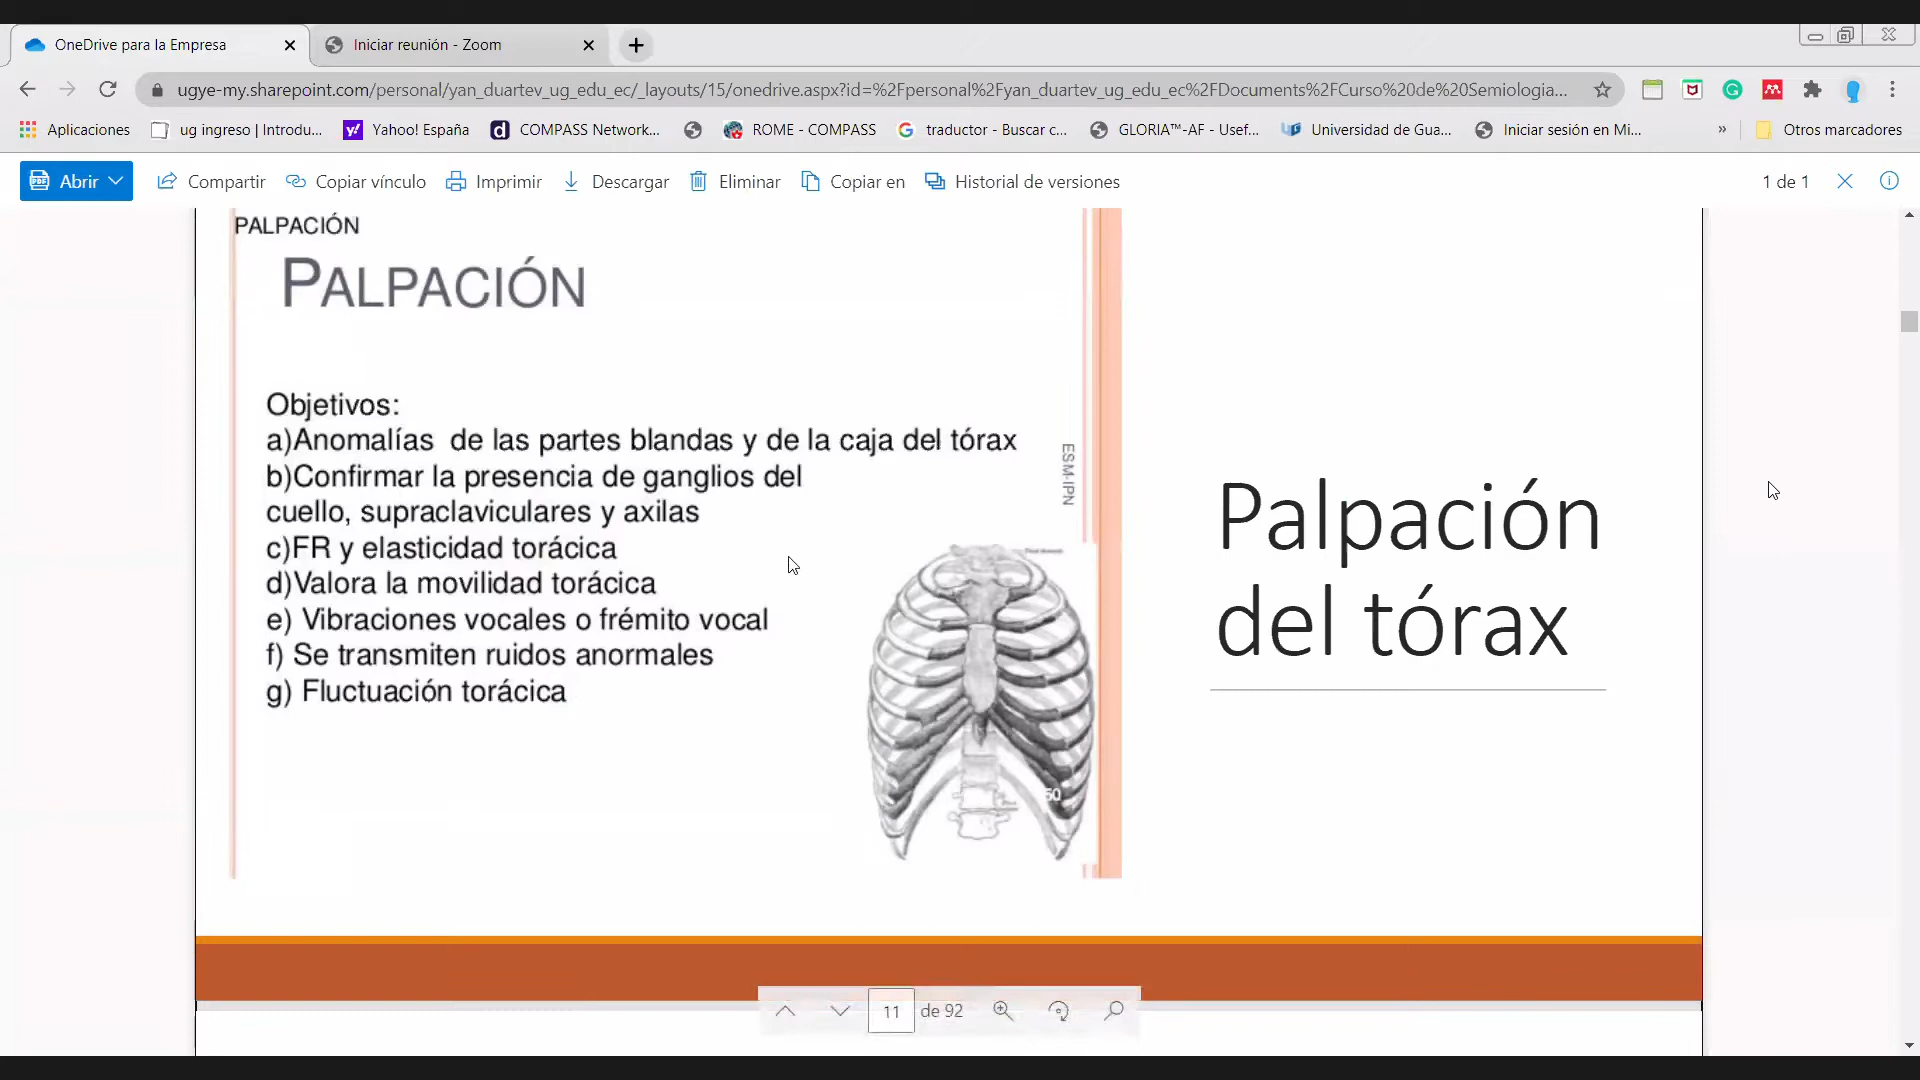 OneDrive para la Empresa
Iniciar reunión - Zoom
ugye-my.sharepoint.com/personal/yan_duartev_ug_edu_ec/_layouts/15/onedrive.aspx?id=%2Fpersonal%2Fyan_duartev_ug_edu_ec%2FDocuments%2FCurso%20de%20Semiologia...
Aplicaciones
ug ingreso | Introdu...
Yahoo! España
COMPASS Network...
ROME - COMPASS
traductor - Buscar c...
GLORIA™-AF - Usef...
Universidad de Gua...
Iniciar sesión en Mi...
»
Otros marcadores
Abrir
Compartir
Copiar vínculo
Imprimir
Descargar
Eliminar
Copiar en
Historial de versiones
1 de 1
PALPACIÓN
PALPACIÓN
Objetivos:
a)Anomalías de las partes blandas y de la caja del tórax
b)Confirmar la presencia de ganglios del
cuello, supraclaviculares y axilas
c)FR y elasticidad torácica
d)Valora la movilidad torácica
e) Vibraciones vocales o frémito vocal
f) Se transmiten ruidos anormales
g) Fluctuación torácica
ESM-IPN
50
Palpación
del tórax
11 de 92